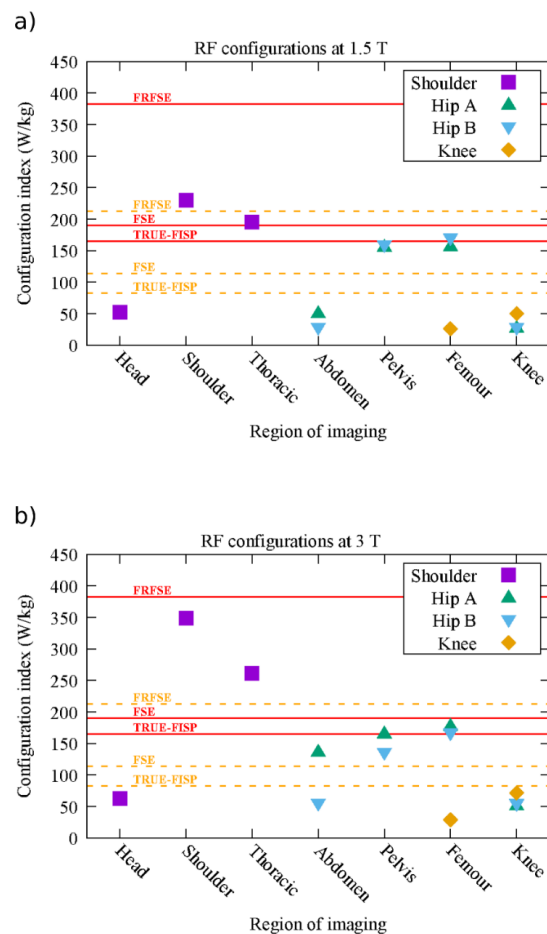 a)
RF configurations at 1.5 T
Configuration index (W/kg)
450
400
350
300
250
200
150
100
50
0
FRFSE
FRFSE
FSE
TRUE-FISP
FSE
TRUE-FISP
Shoulder
Hip A
Hip B
Knee
Head
Shoulder
Thoracic
Abdomen
Pelvis
Femour
Knee
Region of imaging
b)
RF configurations at 3 T
Configuration index (W/kg)
450
400
350
300
250
200
150
100
50
0
FRFSE
FRFSE
FSE
TRUE-FISP
FSE
TRUE-FISP
Shoulder
Hip A
Hip B
Knee
Head
Shoulder
Thoracic
Abdomen
Pelvis
Femour
Knee
Region of imaging